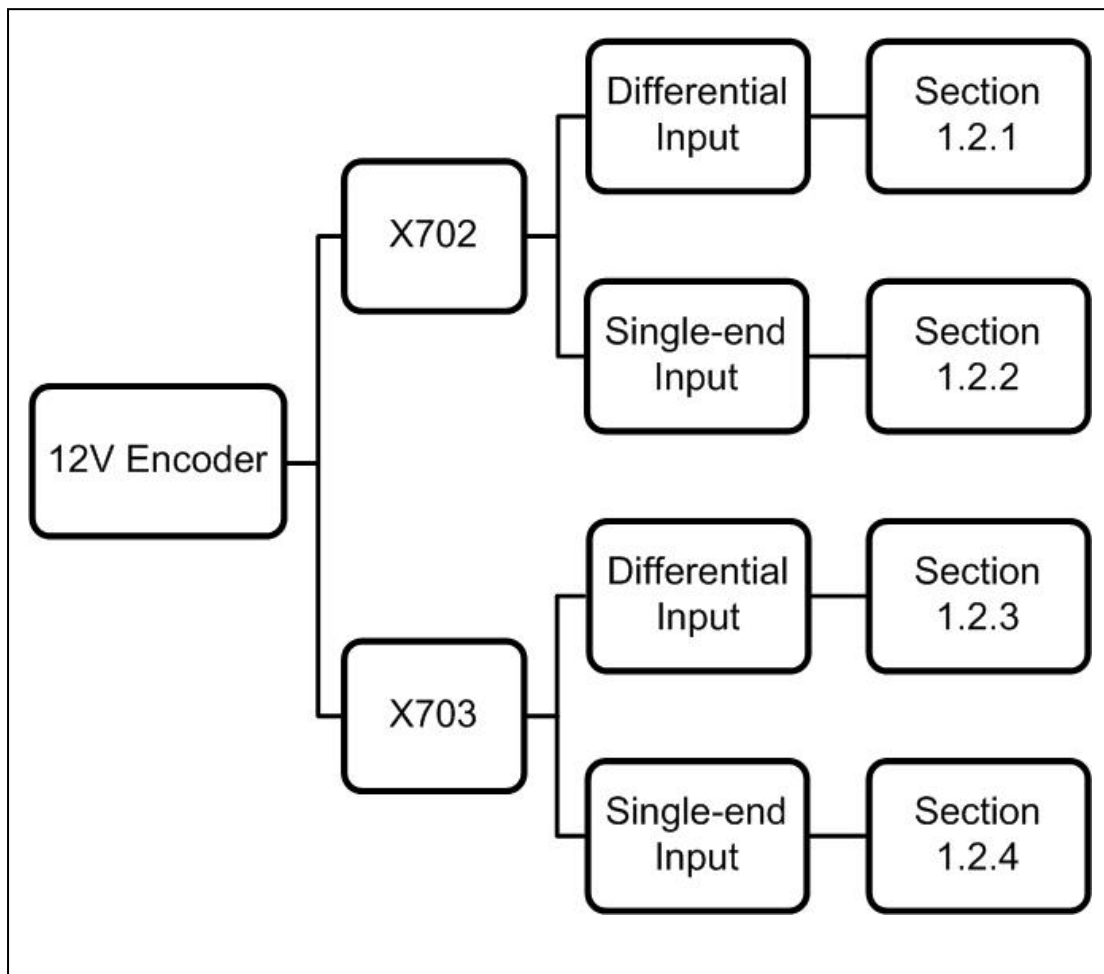 12V Encoder
X702
Differential
Input
Section
1.2.1
Single-end
Input
Section
1.2.2
X703
Differential
Input
Section
1.2.3
Single-end
Input
Section
1.2.4